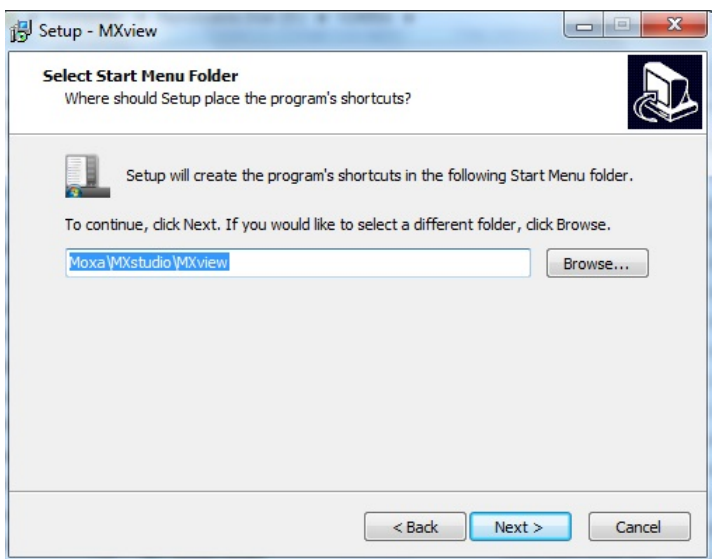 Setup - MXview
Select Start Menu Folder
Where should Setup place the program's shortcuts?
Setup will create the program's shortcuts in the following Start Menu folder.
To continue, click Next. If you would like to select a different folder, click Browse.
Moxa\MXstudio\MXview
Browse...
< Back
Next >
Cancel